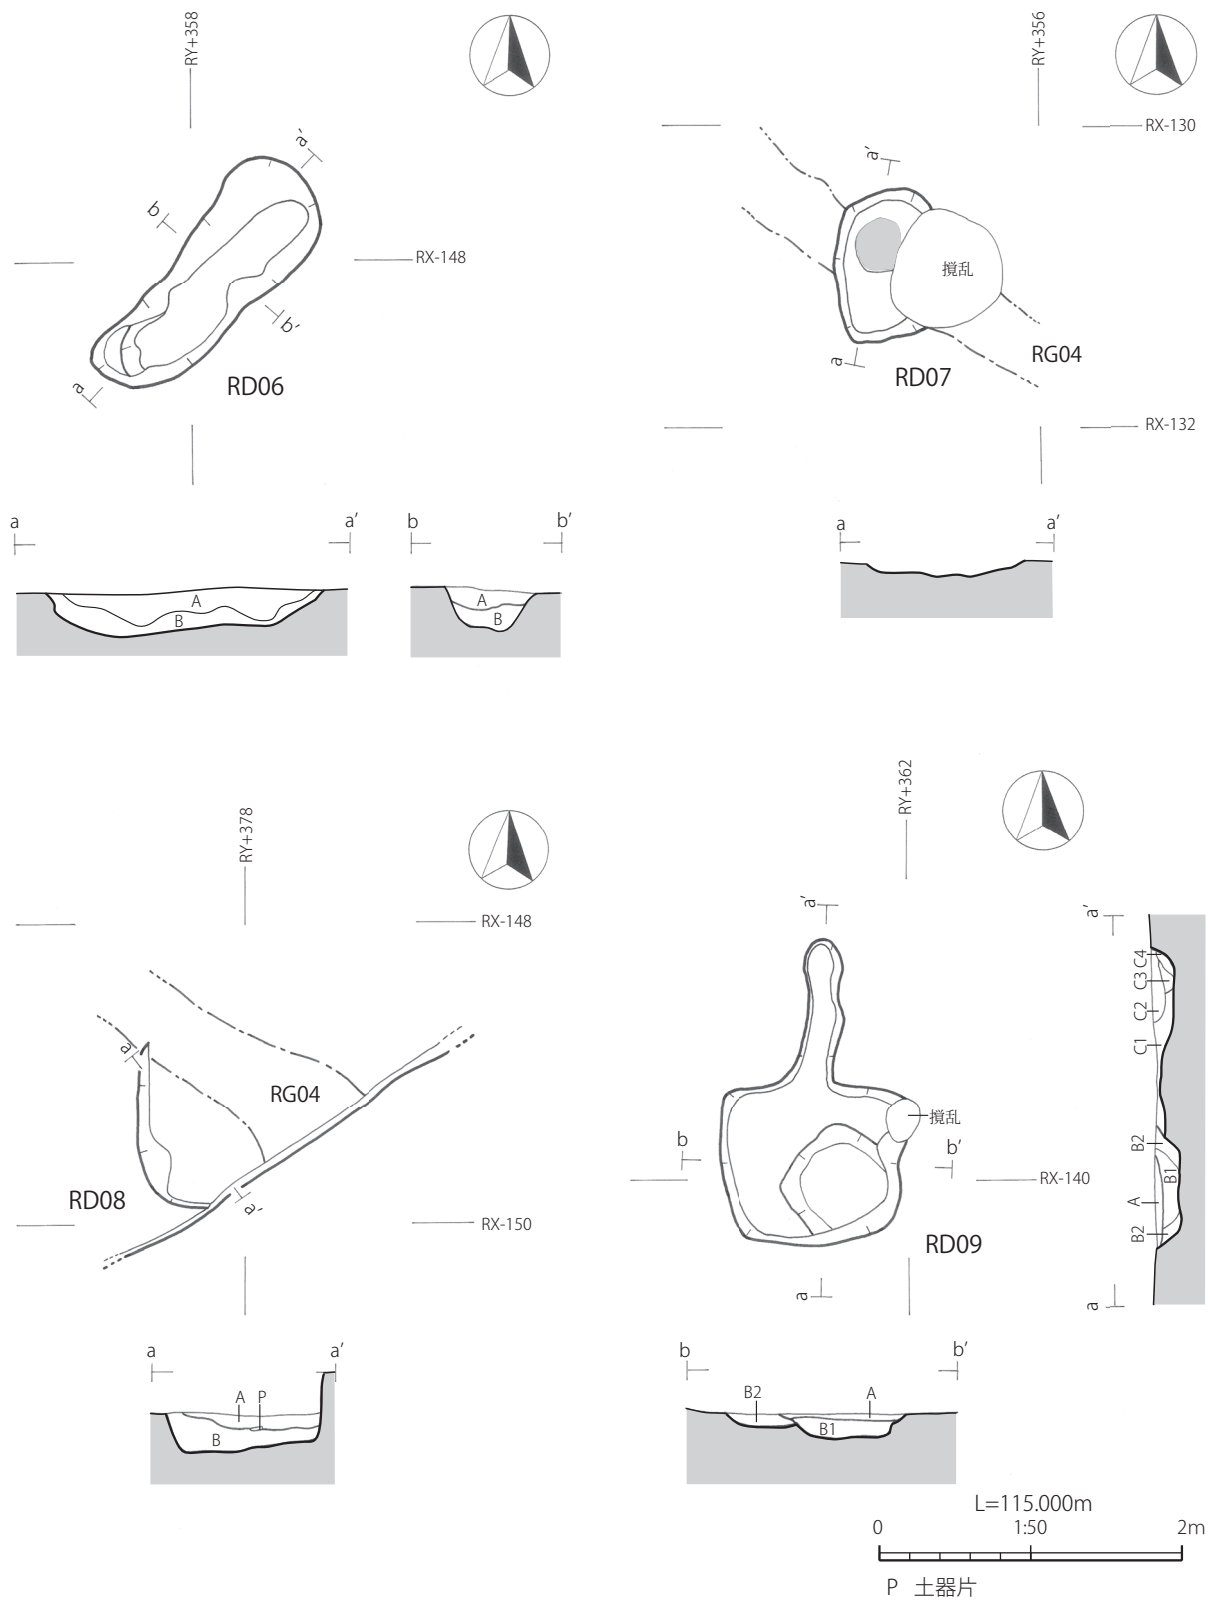 RY+358
a'
b
RX-148
b'
a
RD06
a
a'
b
b'
A
B
A
B
RY+356
RX-130
a'
撹乱
RG04
a
RD07
RX-132
a
a'
RY+378
RX-148
a
RG04
RD08
a'
RX-150
a
a'
A
P
B
RY+362
a'
撹乱
b
b'
RX-140
RD09
a
a'
C4
C3
C2
C1
B2
B1
A
B2
a
b
b'
B2
A
B1
L=115.000m
0
1:50
2m
P 土器片